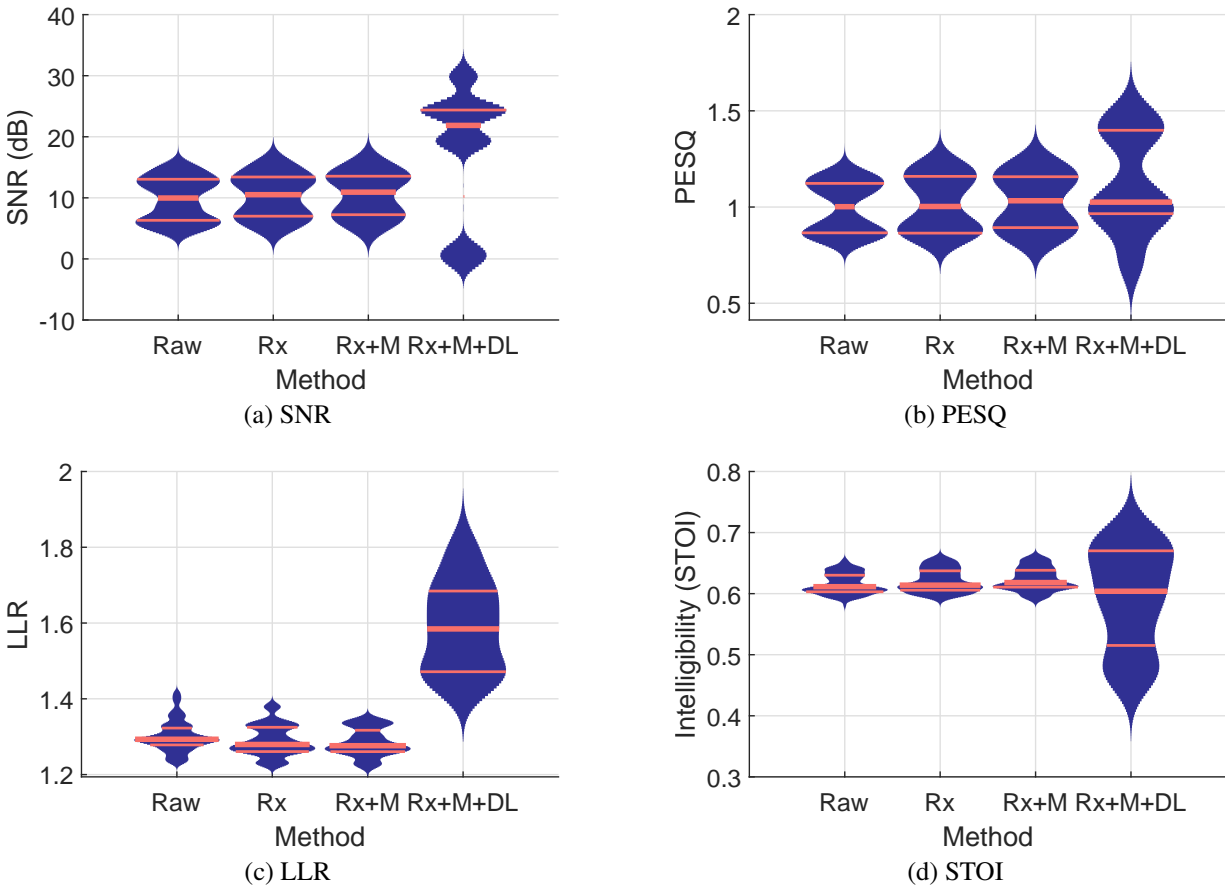 SNR (dB)
40
30
20
10
0
-10
Raw Rx Rx+M Rx+M+DL
Method
(a) SNR
PESQ
2
1.5
1
0.5
Raw Rx Rx+M Rx+M+DL
Method
(b) PESQ
LLR
2
1.8
1.6
1.4
1.2
Raw Rx Rx+M Rx+M+DL
Method
(c) LLR
Intelligibility (STOI)
0.8
0.7
0.6
0.5
0.4
0.3
Raw Rx Rx+M Rx+M+DL
Method
(d) STOI